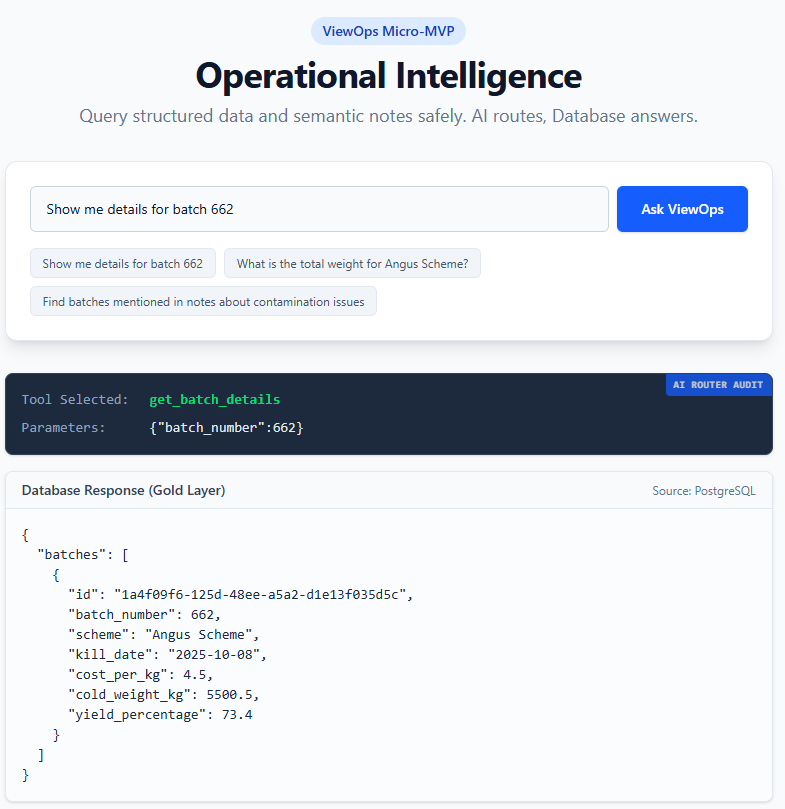 ViewOps Micro-MVP
Operational Intelligence
Query structured data and semantic notes safely. AI routes, Database answers.
Show me details for batch 662
Ask ViewOps
Show me details for batch 662
What is the total weight for Angus Scheme?
Find batches mentioned in notes about contamination issues
AI ROUTER AUDIT
Tool Selected: get_batch_details
Parameters: {"batch_number":662}
Database Response (Gold Layer)
Source: PostgreSQL
{
  "batches": [
    {
      "id": "1a4f09f6-125d-48ee-a5a2-d1e13f035d5c",
      "batch_number": 662,
      "scheme": "Angus Scheme",
      "kill_date": "2025-10-08",
      "cost_per_kg": 4.5,
      "cold_weight_kg": 5500.5,
      "yield_percentage": 73.4
    }
  ]
}